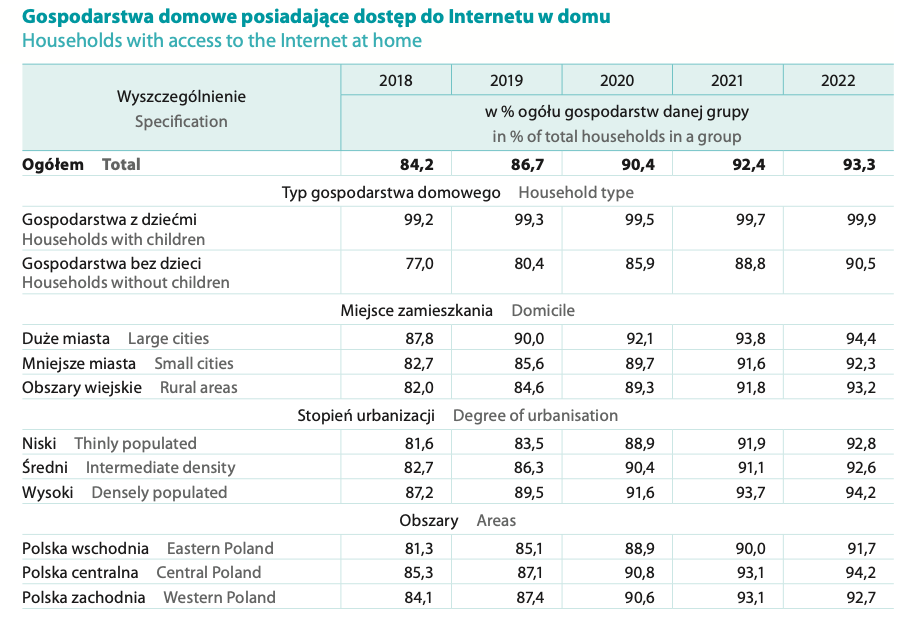 Gospodarstwa domowe posiadające dostęp do Internetu w domu
Households with access to the Internet at home
Wyszczególnienie
Specification
2018 2019 2020 2021 2022
w % ogółu gospodarstw danej grupy
in % of total households in a group
Ogółem Total 84,2 86,7 90,4 92,4 93,3
Typ gospodarstwa domowego Household type
Gospodarstwa z dziećmi 99,2 99,3 99,5 99,7 99,9
Households with children
Gospodarstwa bez dzieci 77,0 80,4 85,9 88,8 90,5
Households without children
Miejsce zamieszkania Domicile
Duże miasta Large cities 87,8 90,0 92,1 93,8 94,4
Mniejsze miasta Small cities 82,7 85,6 89,7 91,6 92,3
Obszary wiejskie Rural areas 82,0 84,6 89,3 91,8 93,2
Stopień urbanizacji Degree of urbanisation
Niski Thinly populated 81,6 83,5 88,9 91,9 92,8
Średni Intermediate density 82,7 86,3 90,4 91,1 92,6
Wysoki Densely populated 87,2 89,5 91,6 93,7 94,2
Obszary Areas
Polska wschodnia Eastern Poland 81,3 85,1 88,9 90,0 91,7
Polska centralna Central Poland 85,3 87,1 90,8 93,1 94,2
Polska zachodnia Western Poland 84,1 87,4 90,6 93,1 92,7